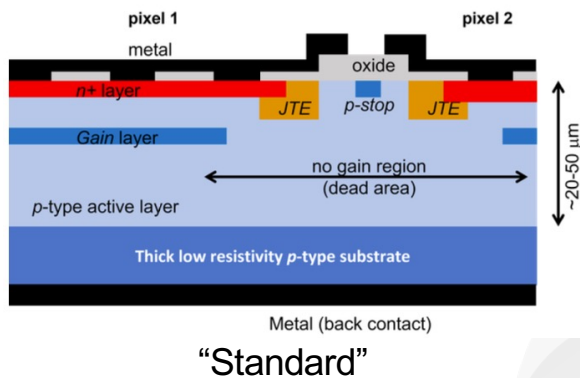 pixel 1
pixel 2
metal
oxide
n+ layer
JTE
p-stop
JTE
Gain layer
no gain region
(dead area)
~20-50 μm
p-type active layer
Thick low resistivity p-type substrate
Metal (back contact)
“Standard”